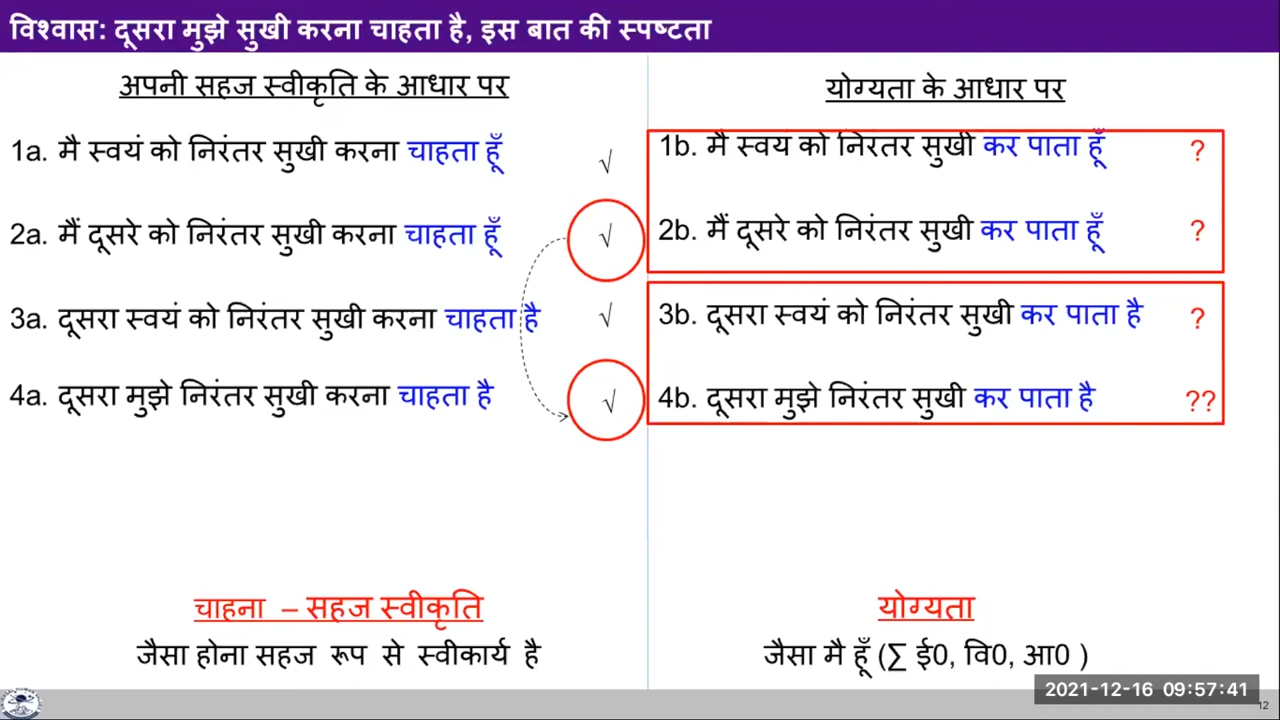 विश्वास: दूसरा मुझे सुखी करना चाहता है, इस बात की स्पष्टता
अपनी सहज स्वीकृति के आधार पर
1a. मै स्वयं को निरंतर सुखी करना चाहता हूँ √
2a. मैं दूसरे को निरंतर सुखी करना चाहता हूँ √
3a. दूसरा स्वयं को निरंतर सुखी करना चाहता है √
4a. दूसरा मुझे निरंतर सुखी करना चाहता है √
चाहना – सहज स्वीकृति
जैसा होना सहज रूप से स्वीकार्य है
योग्यता के आधार पर
1b. मै स्वय को निरंतर सुखी कर पाता हूँ ?
2b. मैं दूसरे को निरंतर सुखी कर पाता हूँ ?
3b. दूसरा स्वयं को निरंतर सुखी कर पाता है ?
4b. दूसरा मुझे निरंतर सुखी कर पाता है ??
योग्यता
जैसा मै हूँ (∑ ई0, वि0, आ0 )
2021-12-16 09:57:41
12